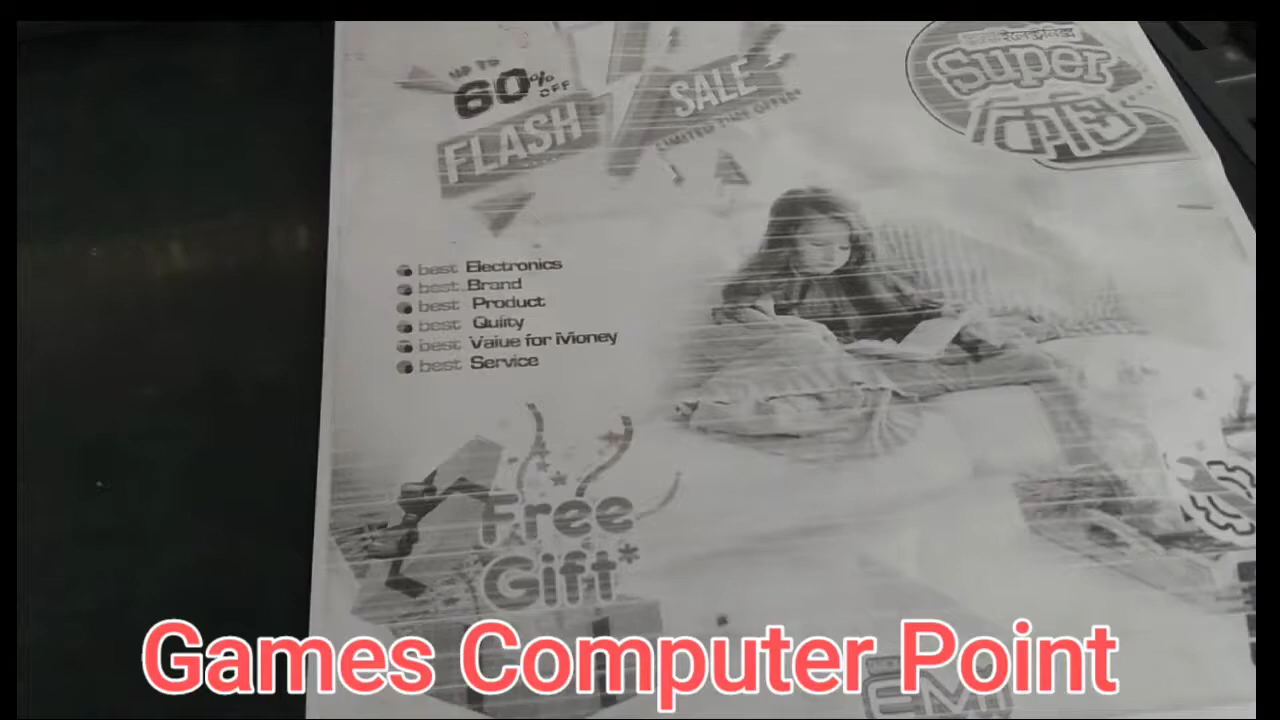 UP TO
60% OFF
FLASH SALE
LIMITED TIME OFFER
Super
best Electronics
best Brand
best Product
best Quiity
best Value for Money
best Service
Free
Gift*
EMI
Games Computer Point